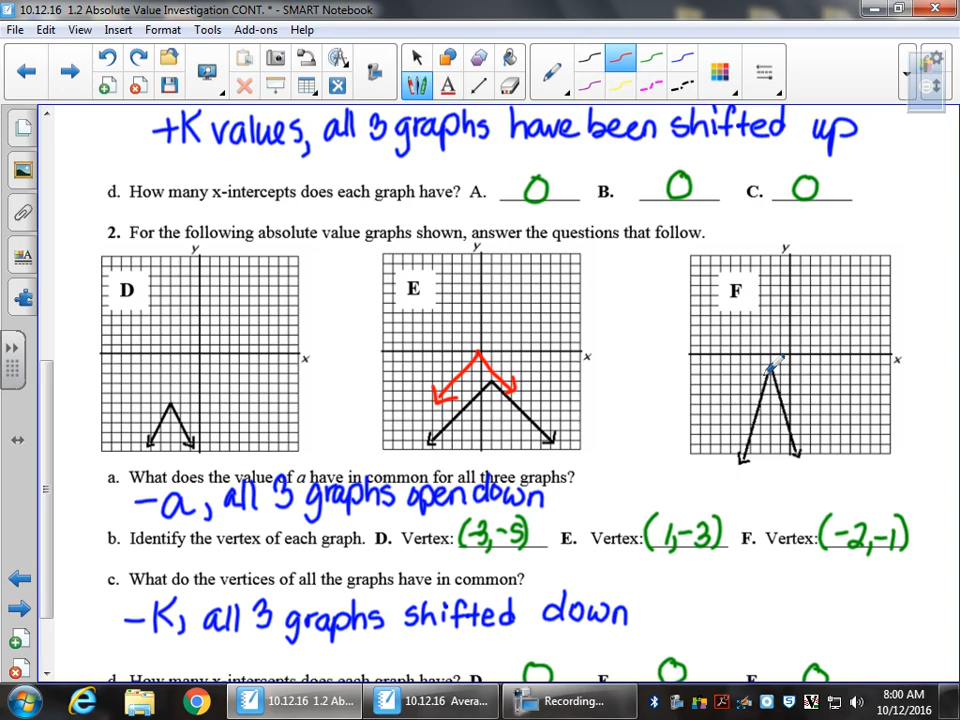 10.12.16 1.2 Absolute Value Investigation CONT. * - SMART Notebook
File Edit View Insert Format Tools Add-ons Help
+K values, all 3 graphs have been shifted up
d. How many x-intercepts does each graph have? A. 0 B. 0 C. 0
2. For the following absolute value graphs shown, answer the questions that follow.
y y y
D E F
x x x
a. What does the value of a have in common for all three graphs?
-a, all 3 graphs open down
b. Identify the vertex of each graph. D. Vertex: (-3,-5) E. Vertex: (1,-3) F. Vertex: (-2,-1)
c. What do the vertices of all the graphs have in common?
-K, all 3 graphs shifted down
d. How many x-intercepts does each graph have? D. 0 E. 0 F. 0
10.12.16 1.2 Ab... 10.12.16 Avera... Recording...
8:00 AM
10/12/2016